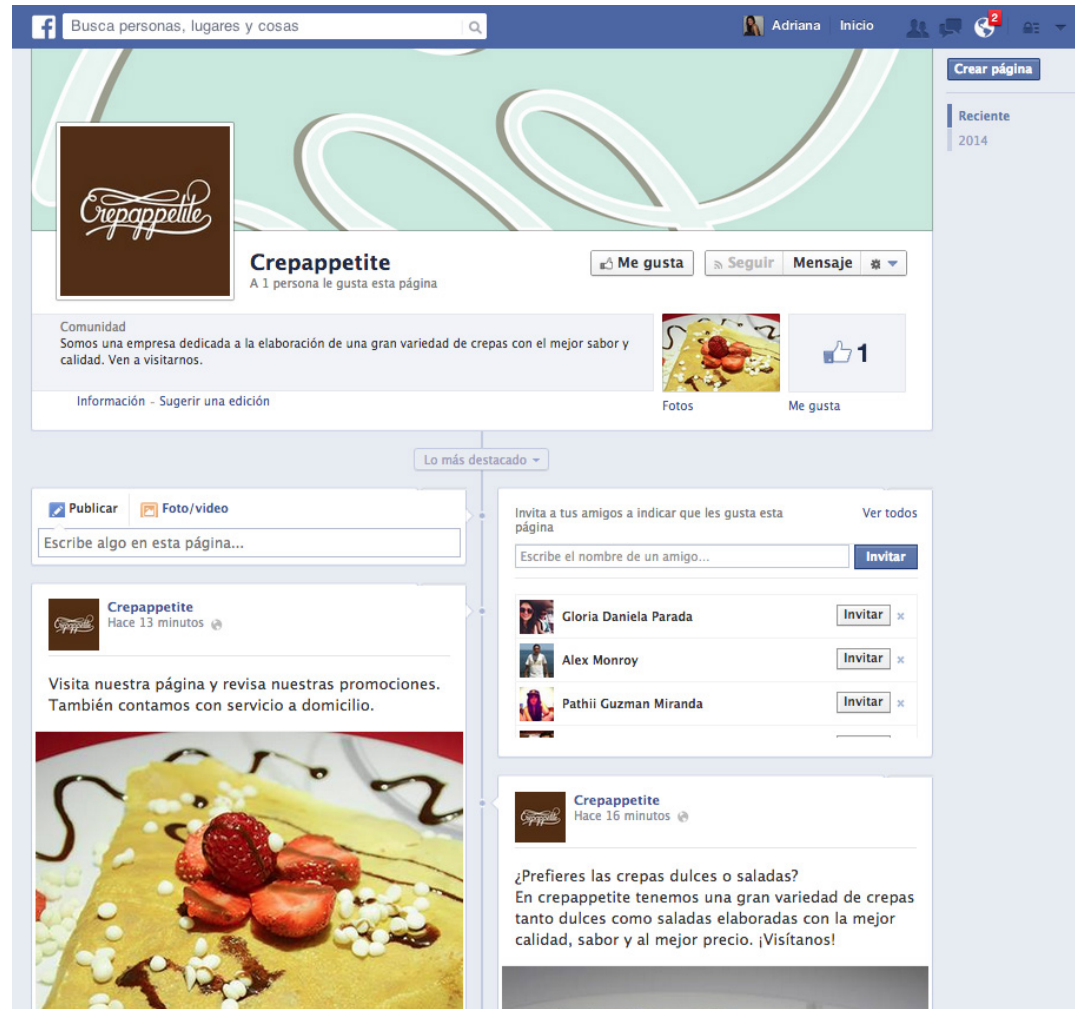 Busca personas, lugares y cosas
Adriana
Inicio
2
Crear página
Reciente
2014
Crepappetite
Crepappetite
A 1 persona le gusta esta página
Me gusta
Seguir
Mensaje
Comunidad
Somos una empresa dedicada a la elaboración de una gran variedad de crepas con el mejor sabor y
calidad. Ven a visitarnos.
1
Información - Sugerir una edición
Fotos
Me gusta
Lo más destacado
Publicar
Foto/video
Escribe algo en esta página...
Crepappetite
Crepappetite
Hace 13 minutos
Visita nuestra página y revisa nuestras promociones.
También contamos con servicio a domicilio.
Invita a tus amigos a indicar que les gusta esta
página
Ver todos
Escribe el nombre de un amigo...
Invitar
Gloria Daniela Parada
Invitar
x
Alex Monroy
Invitar
x
Pathii Guzman Miranda
Invitar
x
Crepappetite
Crepappetite
Hace 16 minutos
¿Prefieres las crepas dulces o saladas?
En crepappetite tenemos una gran variedad de crepas
tanto dulces como saladas elaboradas con la mejor
calidad, sabor y al mejor precio. ¡Visítanos!